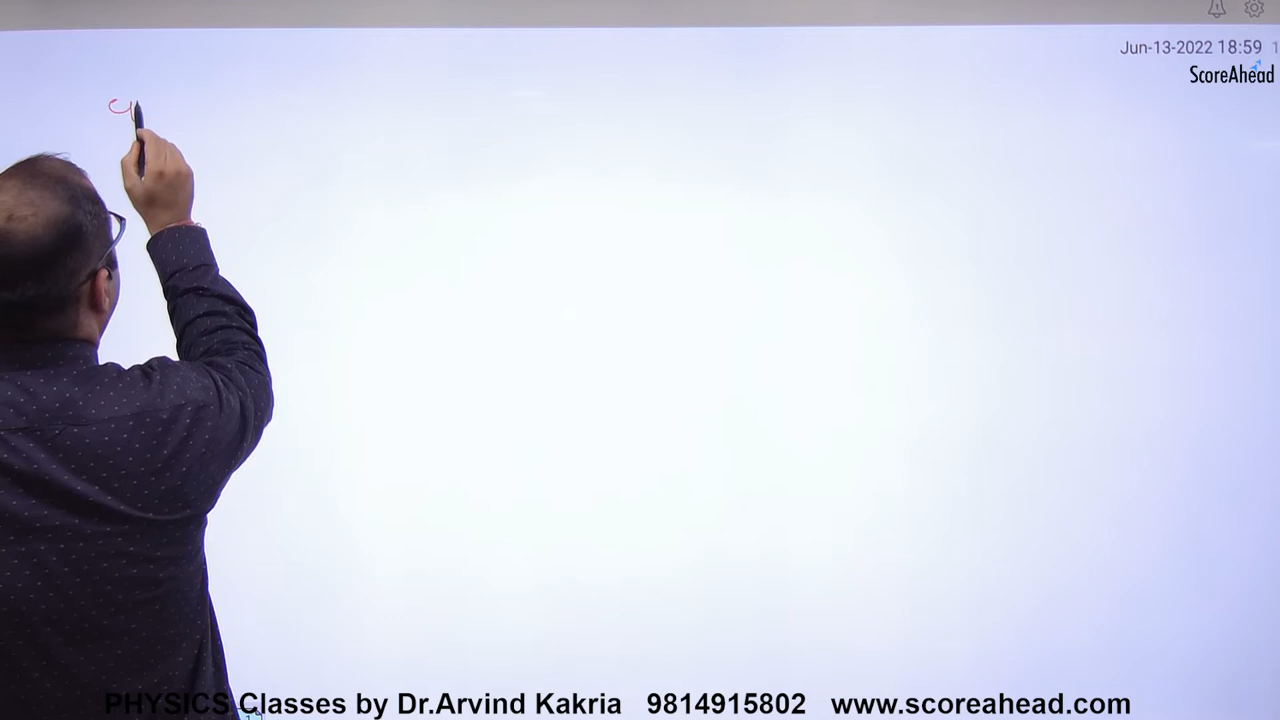 Jun-13-2022 18:59
ScoreAhead
PHYSICS Classes by Dr.Arvind Kakria 9814915802 www.scoreahead.com